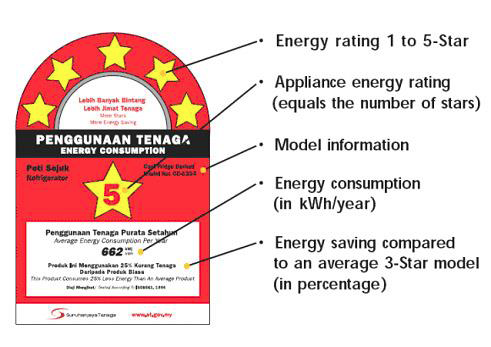 Lebih Banyak Bintang
Lebih Jimat Tenaga
More Stars
More Energy Saving
PENGGUNAAN TENAGA
ENERGY CONSUMPTION
Peti Sejuk
Refrigerator
5
Penggunaan Tenaga Purata Setahun
Average Energy Consumption Per Year
662
Produk Ini Menggunakan 25% Kurang Tenaga
Daripada Produk Biasa
This Product Consumes 25% Less Energy Than An Average Product
Suruhanjaya Tenaga
www.st.gov.my
• Energy rating 1 to 5-Star
• Appliance energy rating
(equals the number of stars)
• Model information
• Energy consumption
(in kWh/year)
• Energy saving compared
to an average 3-Star model
(in percentage)